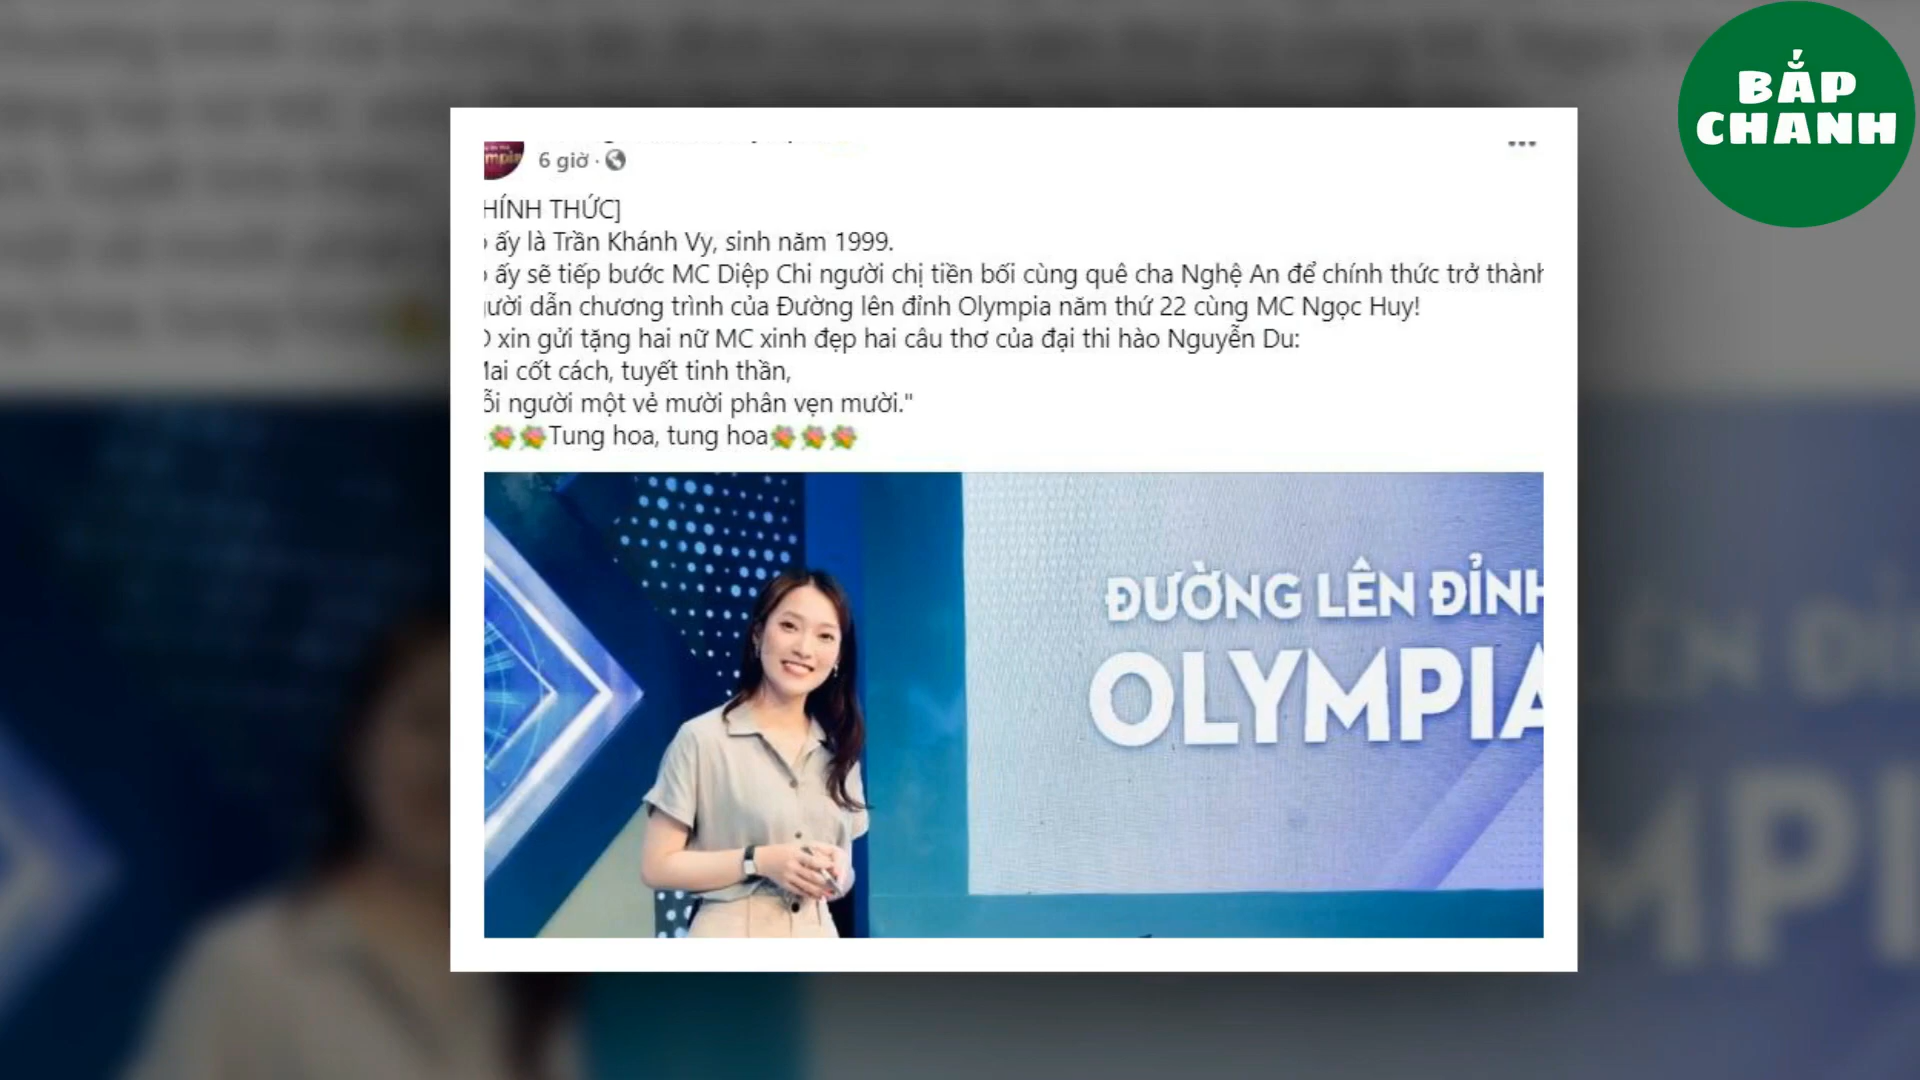 BẮP
CHANH
6 giờ ·
HÍNH THỨC]
ấy là Trần Khánh Vy, sinh năm 1999.
ấy sẽ tiếp bước MC Diệp Chi người chị tiền bối cùng quê cha Nghệ An để chính thức trở thành
ười dẫn chương trình của Đường lên đỉnh Olympia năm thứ 22 cùng MC Ngọc Huy!
xin gửi tặng hai nữ MC xinh đẹp hai câu thơ của đại thi hào Nguyễn Du:
ai cốt cách, tuyết tinh thần,
ỗi người một vẻ mười phân vẹn mười."
Tung hoa, tung hoa
ĐƯỜNG LÊN ĐỈNH
OLYMPIA